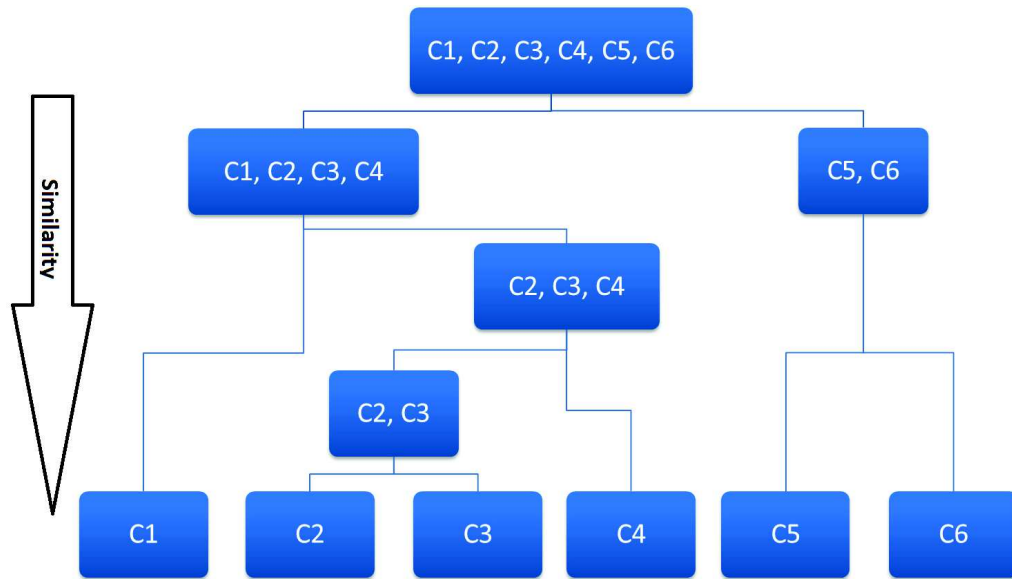 C1, C2, C3, C4, C5, C6
C1, C2, C3, C4
C5, C6
Similarity
C2, C3, C4
C2, C3
C1
C2
C3
C4
C5
C6